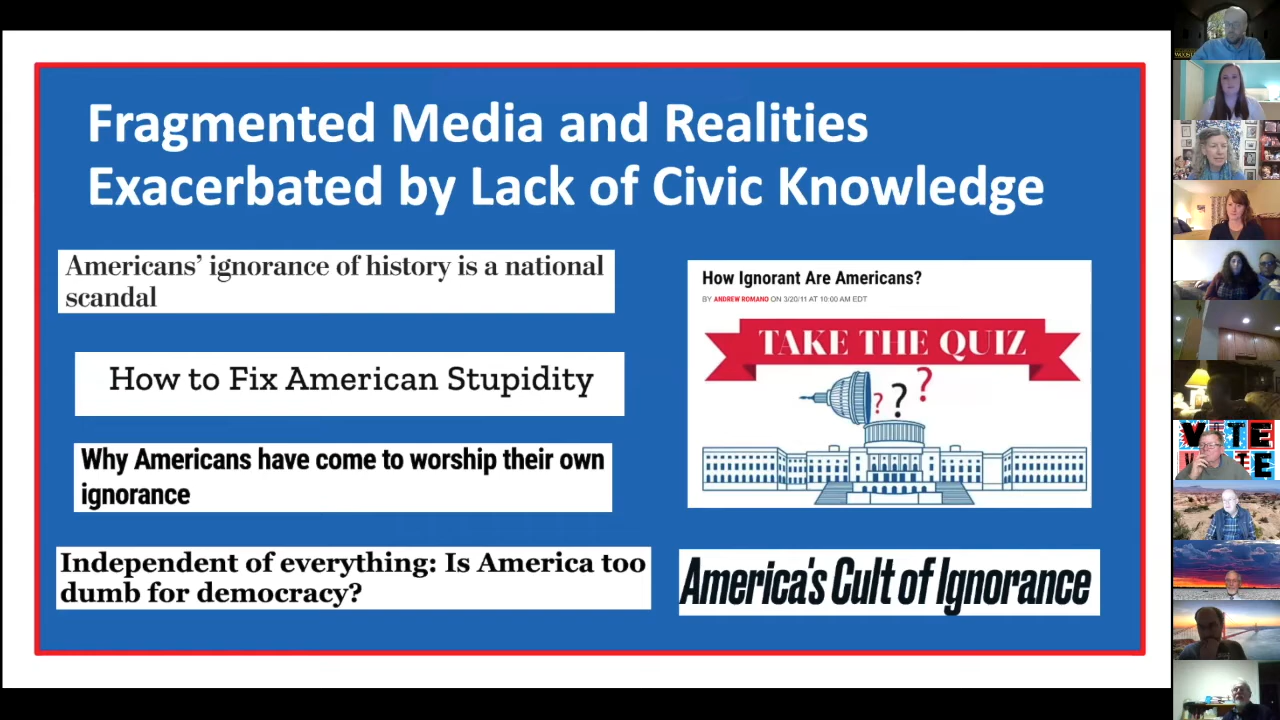 Fragmented Media and Realities
Exacerbated by Lack of Civic Knowledge
Americans’ ignorance of history is a national
scandal
How to Fix American Stupidity
Why Americans have come to worship their own
ignorance
Independent of everything: Is America too
dumb for democracy?
How Ignorant Are Americans?
BY ANDREW ROMANO ON 3/20/11 AT 10:00 AM EDT
TAKE THE QUIZ
? ? ?
America's Cult of Ignorance
VOTE